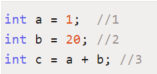 int a = 1;  //1
int b = 20; //2
int c = a + b; //3